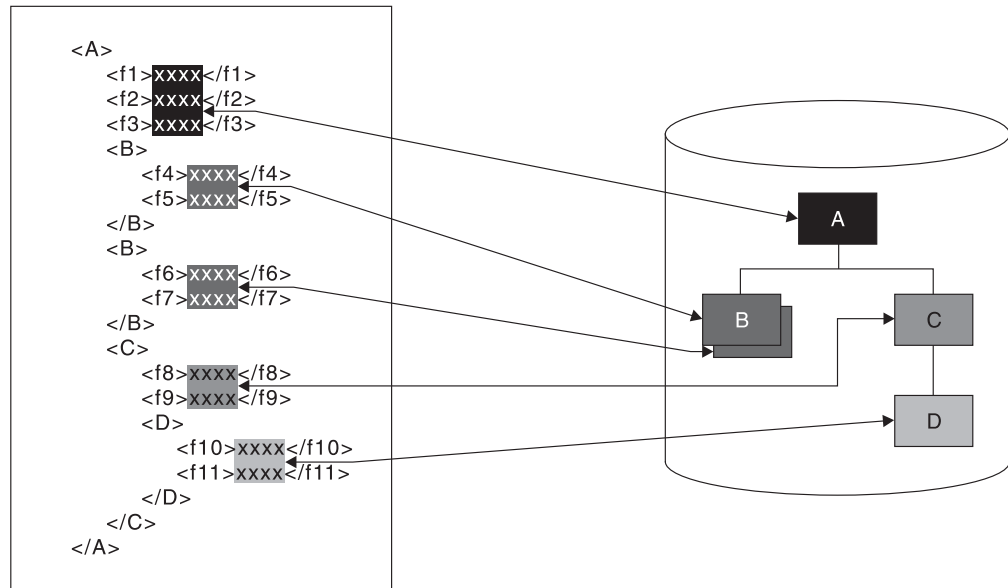 <A>
<f1>xxxx</f1>
<f2>xxxx</f2>
<f3>xxxx</f3>
<B>
<f4>xxxx</f4>
<f5>xxxx</f5>
</B>
<B>
<f6>xxxx</f6>
<f7>xxxx</f7>
</B>
<C>
<f8>xxxx</f8>
<f9>xxxx</f9>
<D>
<f10>xxxx</f10>
<f11>xxxx</f11>
</D>
</C>
</A>
A
B
C
D